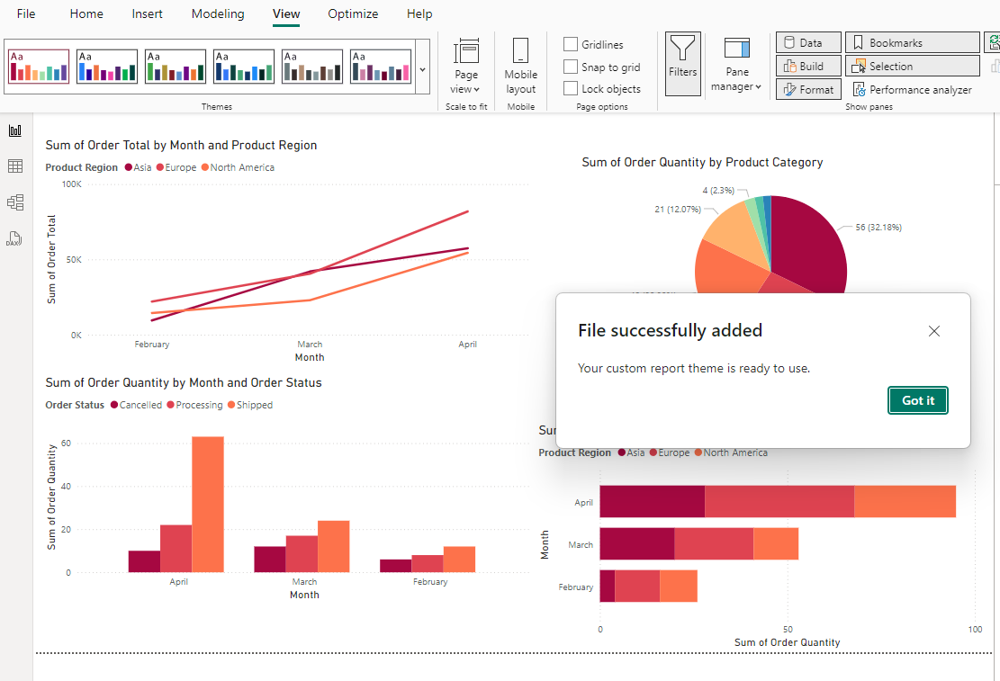 File Home Insert Modeling View Optimize Help
Aa Aa Aa Aa Aa Aa
Themes
Page view
Scale to fit
Mobile layout
Mobile
Gridlines
Snap to grid
Lock objects
Page options
Filters
Pane manager
Data
Build
Format
Bookmarks
Selection
Performance analyzer
Show panes
DAX
Sum of Order Total by Month and Product Region
Product Region Asia Europe North America
100K
50K
0K
Sum of Order Total
February March April
Month
Sum of Order Quantity by Product Category
4 (2.3%)
21 (12.07%)
56 (32.18%)
File successfully added
Your custom report theme is ready to use.
Got it
Sum of Order Quantity by Month and Order Status
Order Status Cancelled Processing Shipped
60
40
20
0
Sum of Order Quantity
April March February
Month
Product Region Asia Europe North America
April
March
February
Month
0 50 100
Sum of Order Quantity